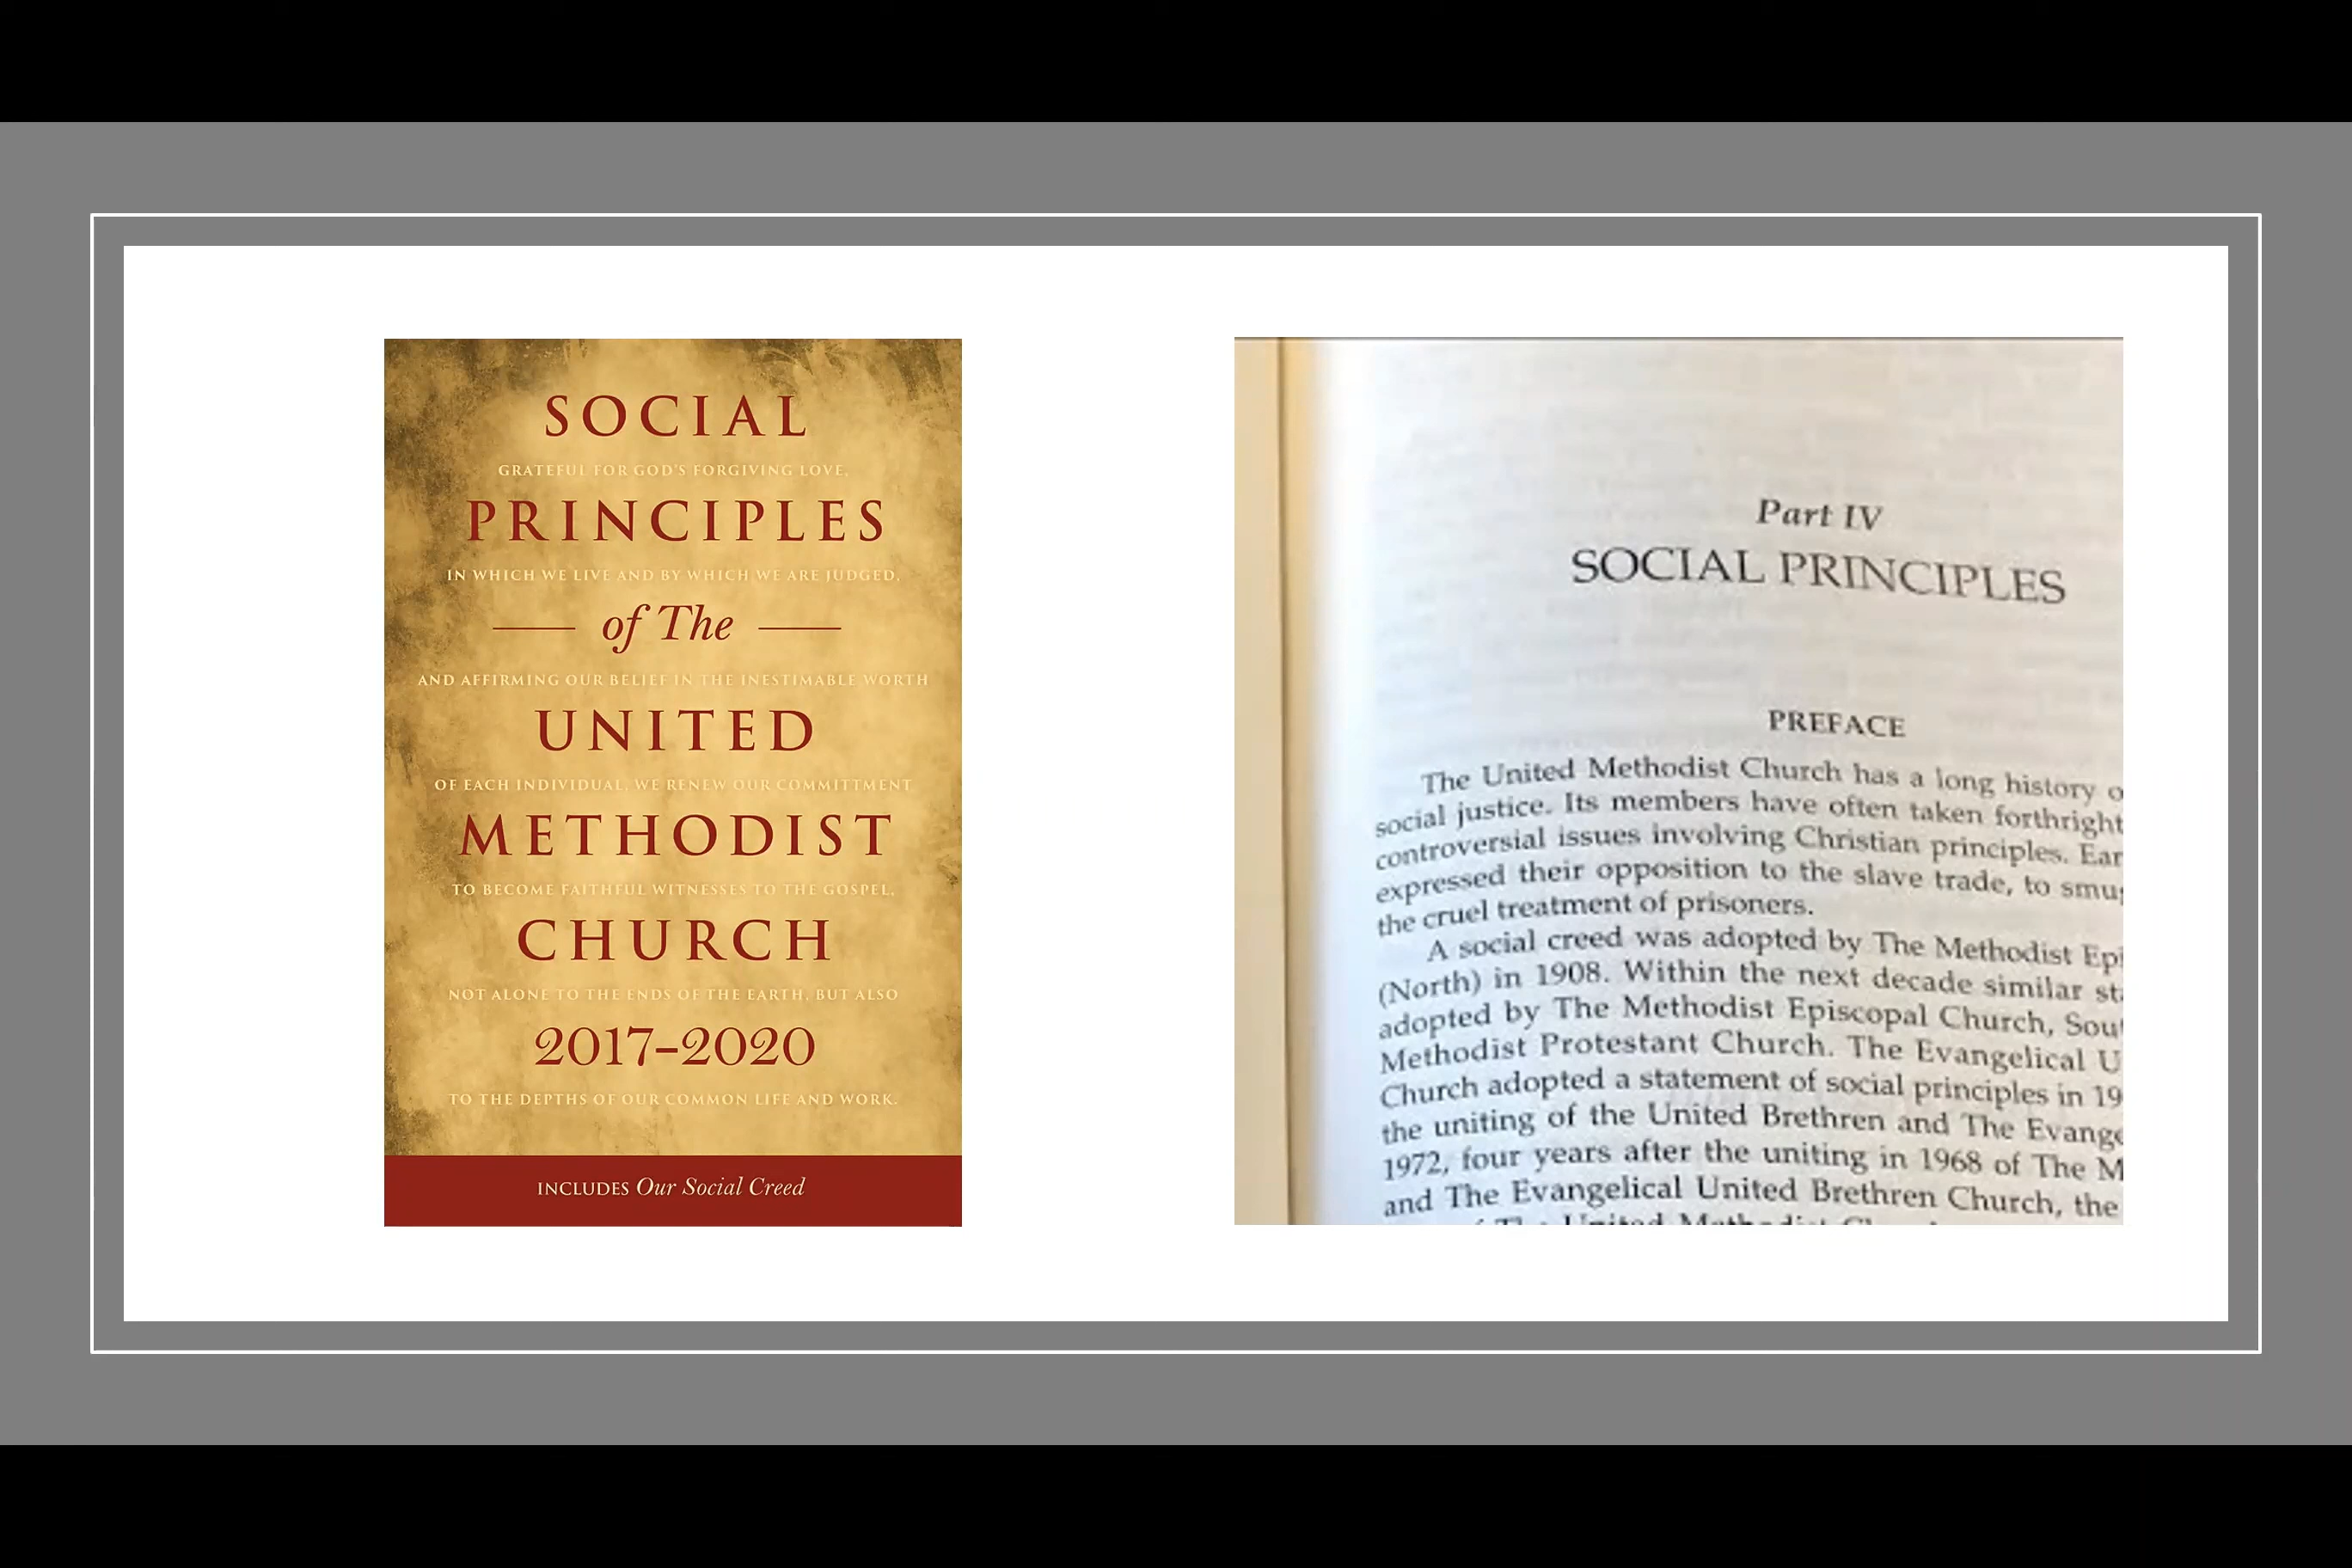 SOCIAL
GRATEFUL FOR GOD'S FORGIVING LOVE,
PRINCIPLES
IN WHICH WE LIVE AND BY WHICH WE ARE JUDGED,
of The
AND AFFIRMING OUR BELIEF IN THE INESTIMABLE WORTH
UNITED
OF EACH INDIVIDUAL, WE RENEW OUR COMMITTMENT
METHODIST
TO BECOME FAITHFUL WITNESSES TO THE GOSPEL,
CHURCH
NOT ALONE TO THE ENDS OF THE EARTH, BUT ALSO
2017–2020
TO THE DEPTHS OF OUR COMMON LIFE AND WORK.
INCLUDES Our Social Creed
Part IV
SOCIAL PRINCIPLES
PREFACE
The United Methodist Church has a long history
social justice. Its members have often taken forthright
controversial issues involving Christian principles.
expressed their opposition to the slave trade, to
the cruel treatment of prisoners.
A social creed was adopted by The Methodist
(North) in 1908. Within the next decade similar
adopted by The Methodist Episcopal Church,
Methodist Protestant Church. The Evangelical
Church adopted a statement of social principles in
the uniting of the United Brethren and The
1972, four years after the uniting in 1968 of The
and The Evangelical United Brethren Church, the